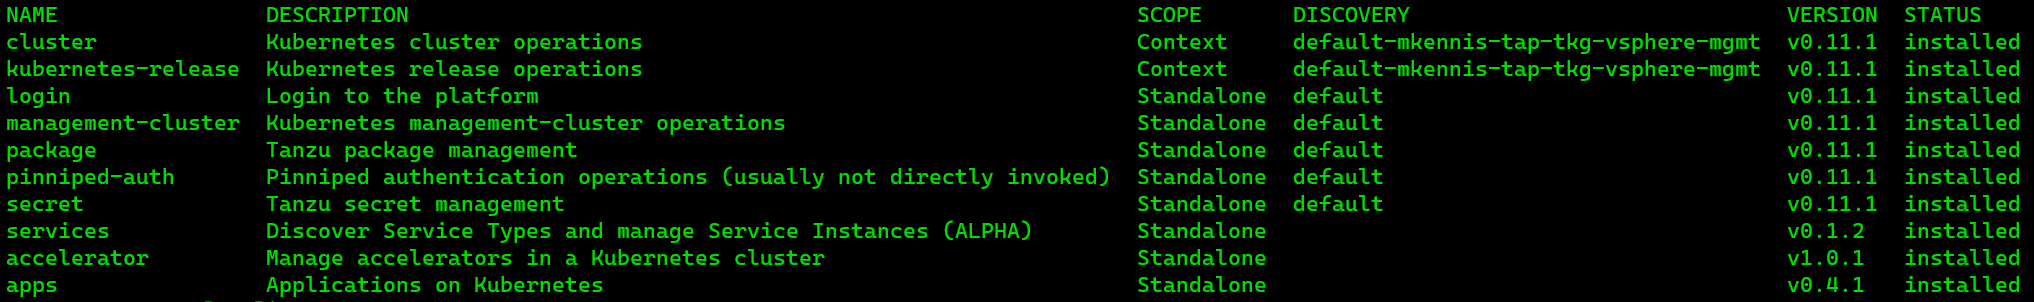 NAME DESCRIPTION SCOPE DISCOVERY VERSION STATUS
cluster Kubernetes cluster operations Context default-mkennis-tap-tkg-vsphere-mgmt v0.11.1 installed
kubernetes-release Kubernetes release operations Context default-mkennis-tap-tkg-vsphere-mgmt v0.11.1 installed
login Login to the platform Standalone default v0.11.1 installed
management-cluster Kubernetes management-cluster operations Standalone default v0.11.1 installed
package Tanzu package management Standalone default v0.11.1 installed
pinniped-auth Pinniped authentication operations (usually not directly invoked) Standalone default v0.11.1 installed
secret Tanzu secret management Standalone default v0.11.1 installed
services Discover Service Types and manage Service Instances (ALPHA) Standalone v0.1.2 installed
accelerator Manage accelerators in a Kubernetes cluster Standalone v1.0.1 installed
apps Applications on Kubernetes Standalone v0.4.1 installed